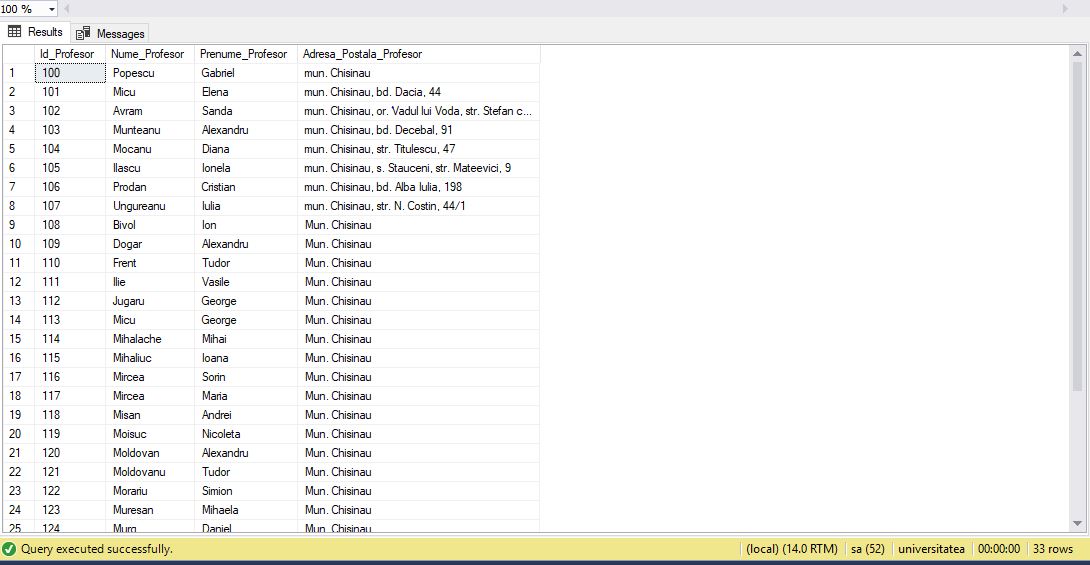 100 %
Results Messages
Id_Profesor Nume_Profesor Prenume_Profesor Adresa_Postala_Profesor
1 100 Popescu Gabriel mun. Chisinau
2 101 Micu Elena mun. Chisinau, bd. Dacia, 44
3 102 Avram Sanda mun. Chisinau, or. Vadul lui Voda, str. Stefan c...
4 103 Munteanu Alexandru mun. Chisinau, bd. Decebal, 91
5 104 Mocanu Diana mun. Chisinau, str. Titulescu, 47
6 105 Ilascu Ionela mun. Chisinau, s. Stauceni, str. Mateevici, 9
7 106 Prodan Cristian mun. Chisinau, bd. Alba Iulia, 198
8 107 Ungureanu Iulia mun. Chisinau, str. N. Costin, 44/1
9 108 Bivol Ion Mun. Chisinau
10 109 Dogar Alexandru Mun. Chisinau
11 110 Frent Tudor Mun. Chisinau
12 111 Ilie Vasile Mun. Chisinau
13 112 Jugaru George Mun. Chisinau
14 113 Micu George Mun. Chisinau
15 114 Mihalache Mihai Mun. Chisinau
16 115 Mihaliuc Ioana Mun. Chisinau
17 116 Mircea Sorin Mun. Chisinau
18 117 Mircea Maria Mun. Chisinau
19 118 Misan Andrei Mun. Chisinau
20 119 Moisuc Nicoleta Mun. Chisinau
21 120 Moldovan Alexandru Mun. Chisinau
22 121 Moldovanu Tudor Mun. Chisinau
23 122 Morariu Simion Mun. Chisinau
24 123 Muresan Mihaela Mun. Chisinau
25 124 Murg Daniel Mun. Chisinau
Query executed successfully. (local) (14.0 RTM) sa (52) universitatea 00:00:00 33 rows